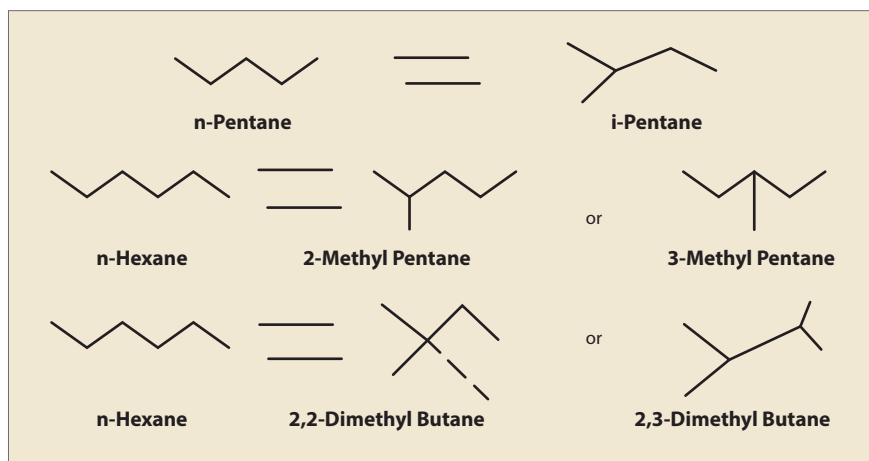 n-Pentane i-Pentane
or
n-Hexane 2-Methyl Pentane 3-Methyl Pentane
or
n-Hexane 2,2-Dimethyl Butane 2,3-Dimethyl Butane